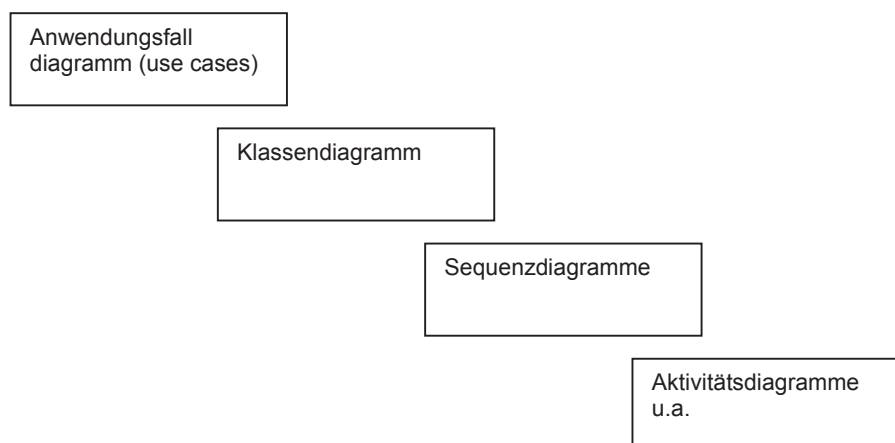 Anwendungsfall
diagramm (use cases)
Klassendiagramm
Sequenzdiagramme
Aktivitätsdiagramme
u.a.